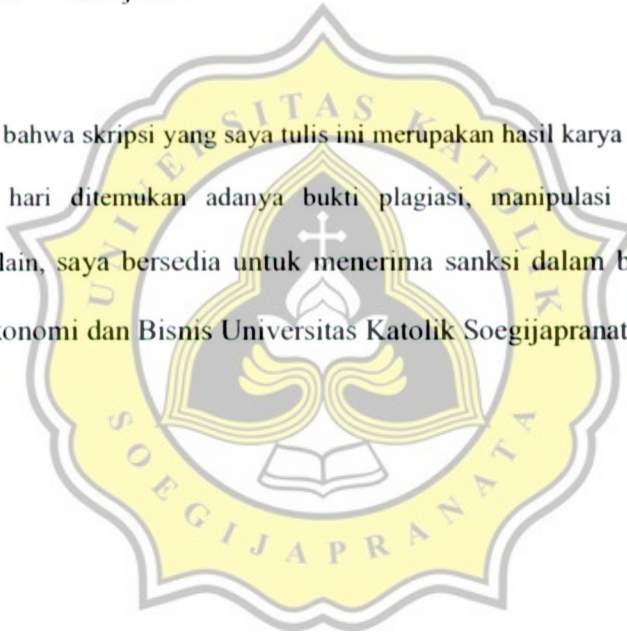 bahwa skripsi yang saya tulis ini merupakan hasil karya
hari ditemukan adanya bukti plagiasi, manipulasi
lain, saya bersedia untuk menerima sanksi dalam b
konomi dan Bisnis Universitas Katolik Soegijapranat
UNIVERSITAS KATOLIK
SOEGIJAPRANATA